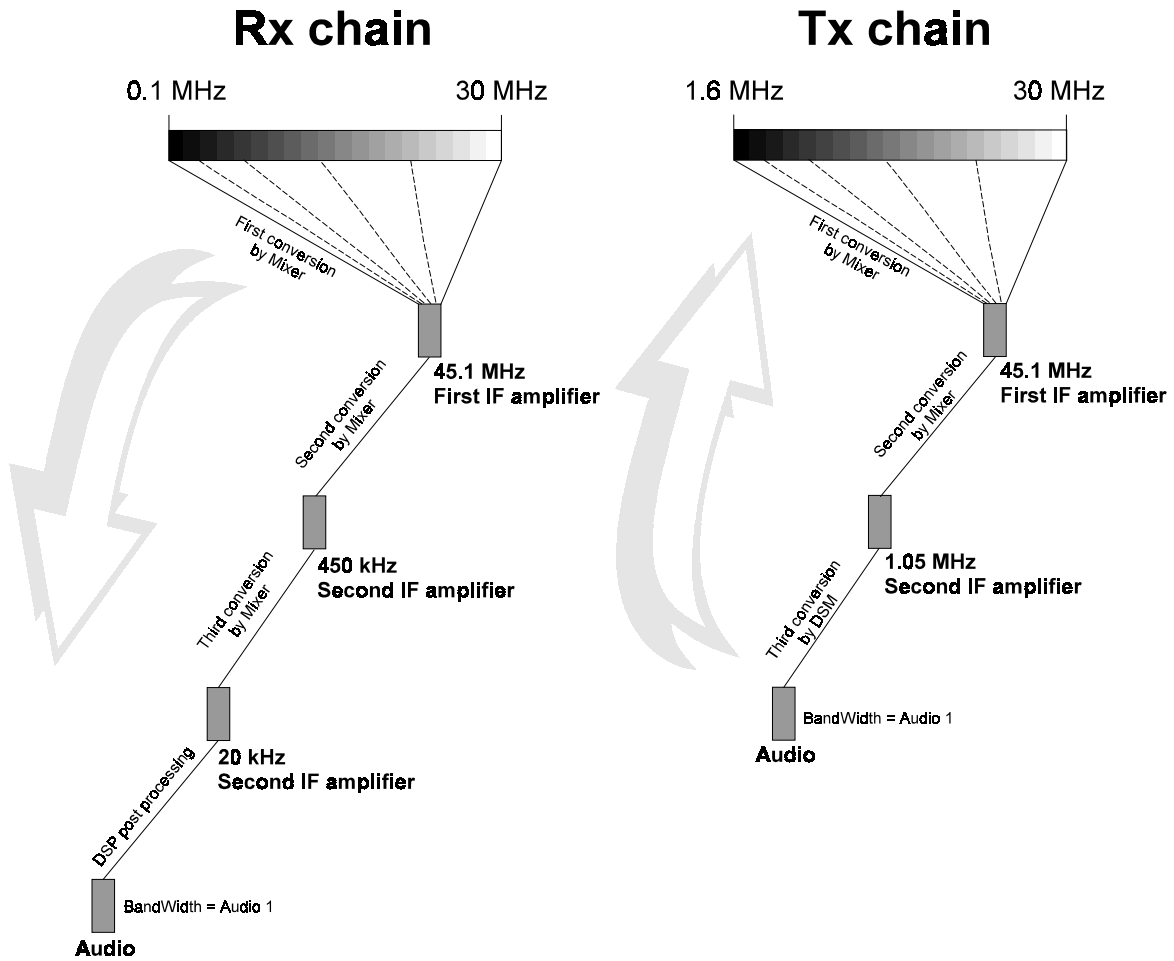 Rx chain
0.1 MHz
30 MHz
First conversion
by Mixer
45.1 MHz
First IF amplifier
Second conversion
by Mixer
450 kHz
Second IF amplifier
Third conversion
by Mixer
20 kHz
Second IF amplifier
DSP post processing
BandWidth = Audio 1
Audio
Tx chain
1.6 MHz
30 MHz
First conversion
by Mixer
45.1 MHz
First IF amplifier
Second conversion
by Mixer
1.05 MHz
Second IF amplifier
Third conversion
by DSM
BandWidth = Audio 1
Audio